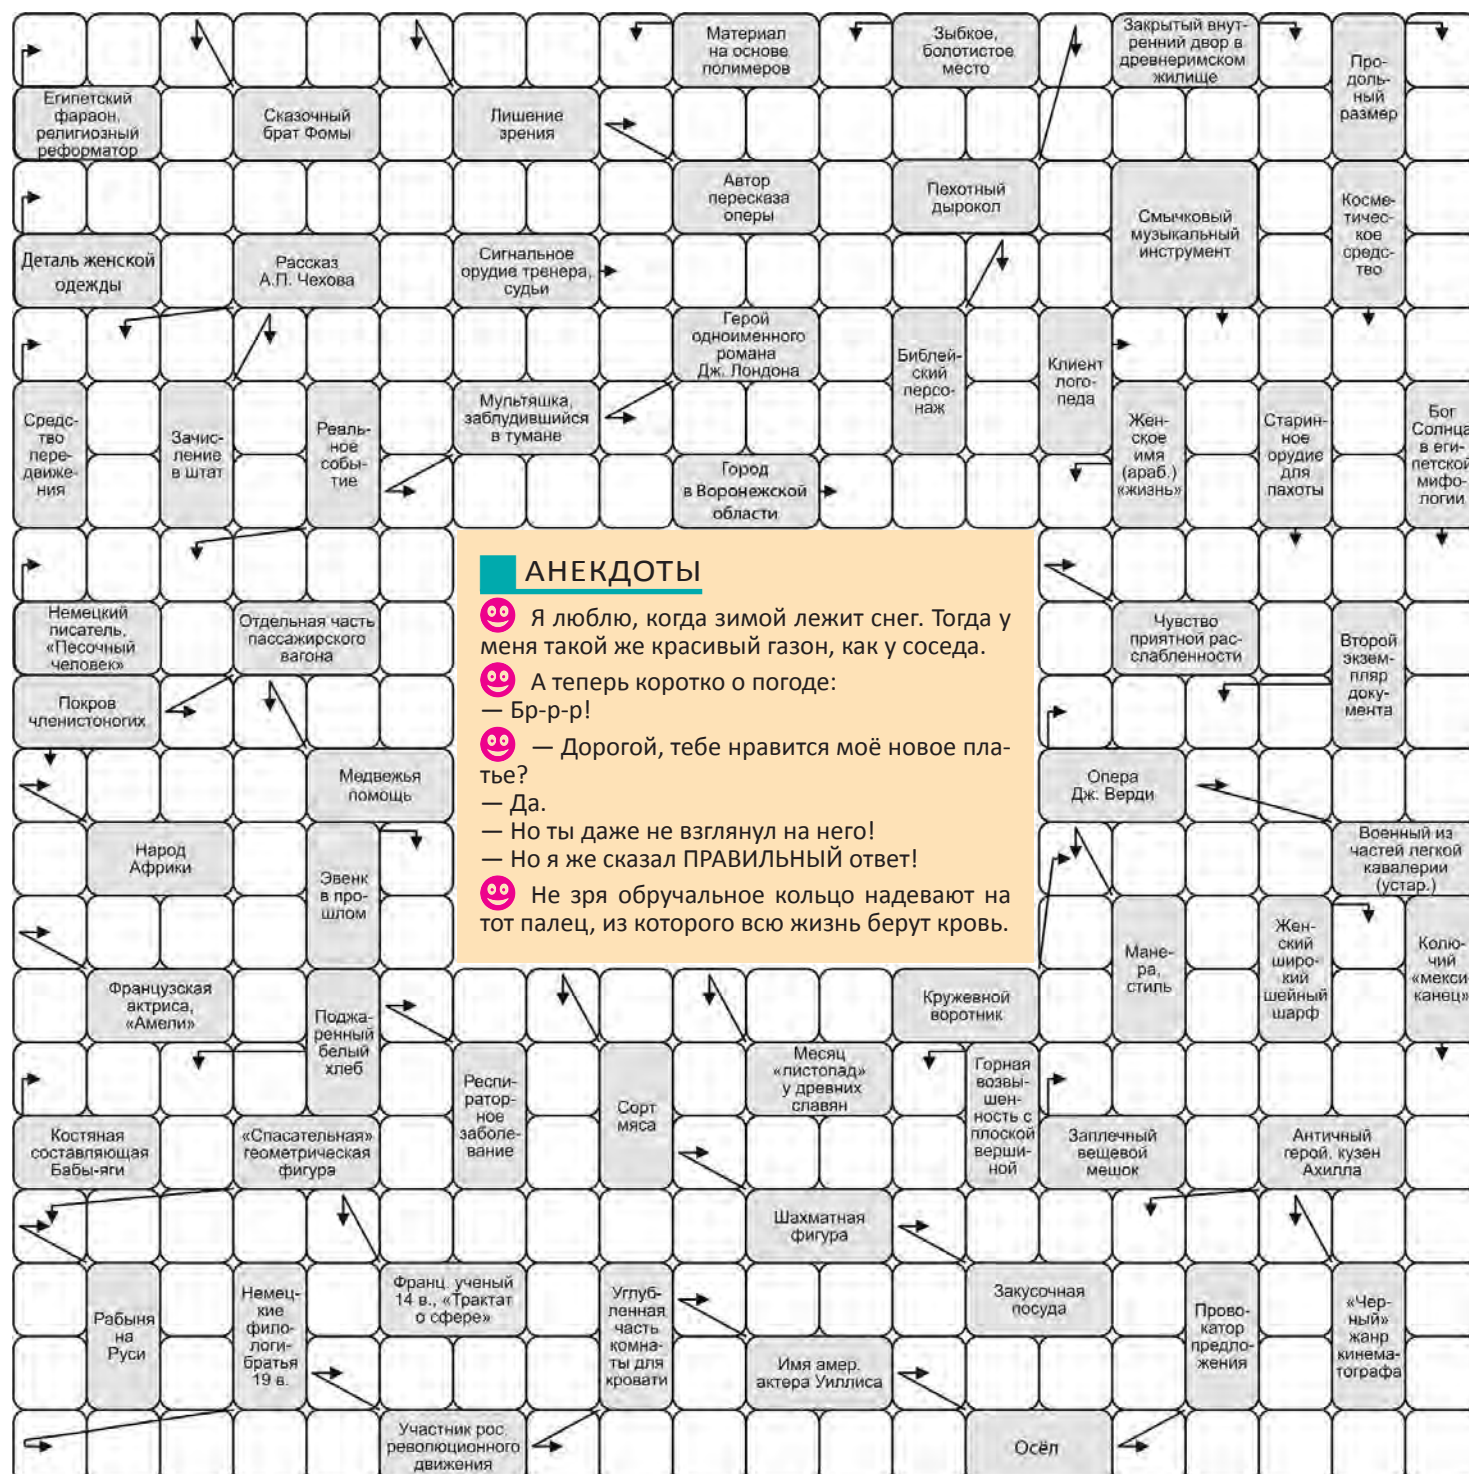 Материал
на основе
полимеров
Зыбкое,
болотистое
место
Закрытый внут-
ренний двор в
древнеримском
жилище
Про-
доль-
ный
размер
Египетский
фараон,
религиозный
реформатор
Сказочный
брат Фомы
Лишение
зрения
Автор
пересказа
оперы
Пехотный
дырокол
Смычковый
музыкальный
инструмент
Косме-
тичес-
кое
средс-
тво
Деталь женской
одежды
Рассказ
А.П. Чехова
Сигнальное
орудие тренера,
судьи
Герой
одноименного
романа
Дж. Лондона
Библей-
ский
персо-
наж
Клиент
лого-
педа
Средс-
тво
пере-
движе-
ния
Зачис-
ление
в штат
Реаль-
ное
собы-
тие
Мультяшка,
заблудившийся
в тумане
Жен-
ское
имя
(араб.)
«жизнь»
Старин-
ное
орудие
для
пахоты
Бог
Солнца
в еги-
петской
мифо-
логии
Город
в Воронежской
области
АНЕКДОТЫ
Я люблю, когда зимой лежит снег. Тогда у
меня такой же красивый газон, как у соседа.
А теперь коротко о погоде:
— Бр-р-р!
— Дорогой, тебе нравится моё новое пла-
тье?
— Да.
— Но ты даже не взглянул на него!
— Но я же сказал ПРАВИЛЬНЫЙ ответ!
Не зря обручальное кольцо надевают на
тот палец, из которого всю жизнь берут кровь.
Немецкий
писатель,
«Песочный
человек»
Отдельная часть
пассажирского
вагона
Чувство
приятной рас-
слабленности
Второй
экзем-
пляр
доку-
мента
Покров
членистоногих
Медвежья
помощь
Опера
Дж. Верди
Народ
Африки
Эвенк
в про-
шлом
Военный из
частей легкой
кавалерии
(устар.)
Мане-
ра,
стиль
Жен-
ский
широ-
кий
шейный
шарф
Колю-
чий
«мекси-
канец»
Французская
актриса,
«Амели»
Поджа-
ренный
белый
хлеб
Кружевной
воротник
Респи-
ратор-
ное
заболе-
вание
Сорт
мяса
Месяц
«листопад»
у древних
славян
Горная
возвы-
шен-
ность с
плоской
верши-
ной
Костяная
составляющая
Бабы-яги
«Спасательная»
геометрическая
фигура
Заплечный
вещевой
мешок
Античный
герой, кузен
Ахилла
Шахматная
фигура
Рабыня
на
Руси
Немец-
кие
фило-
логи-
братья
19 в.
Франц. ученый
14 в., «Трактат
о сфере»
Углуб-
ленная
часть
комна-
ты для
кровати
Закусочная
посуда
Прово-
катор
предло-
жения
«Чер-
ный»
жанр
кинема-
тографа
Имя амер.
актера Уиллиса
Участник рос.
революционного
движения
Осёл